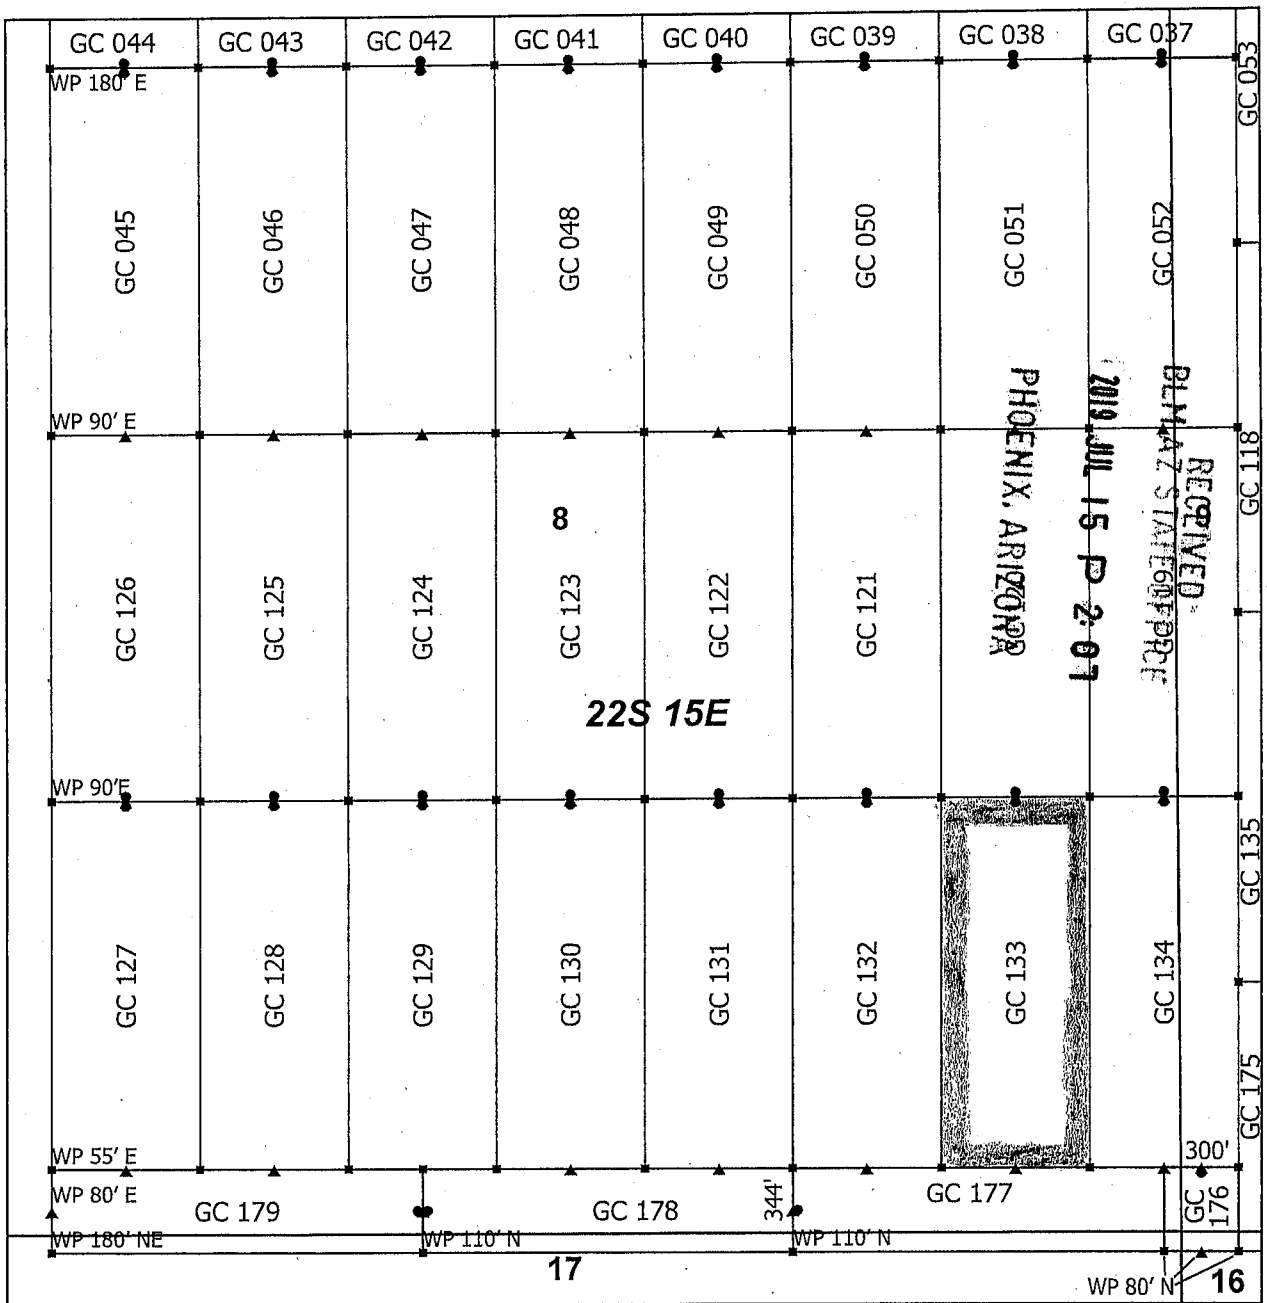 GC 044 GC 043 GC 042 GC 041 GC 040 GC 039 GC 038 GC 037
GC 053
WP 180' E
GC 045
GC 046
GC 047
GC 048
GC 049
GC 050
GC 051
GC 052
WP 90' E
GC 118
RECEIVED
BLM AZ STATE OFFICE
2019 JUL 15 P 2:07
PHOENIX, ARIZONA
8
GC 126
GC 125
GC 124
GC 123
GC 122
GC 121
22S 15E
WP 90' E
GC 135
GC 127
GC 128
GC 129
GC 130
GC 131
GC 132
GC 133
GC 134
GC 175
WP 55' E
300'
WP 80' E
GC 179
GC 178
344'
GC 177
GC 176
WP 180' NE
WP 110' N
WP 110' N
17
WP 80' N
16